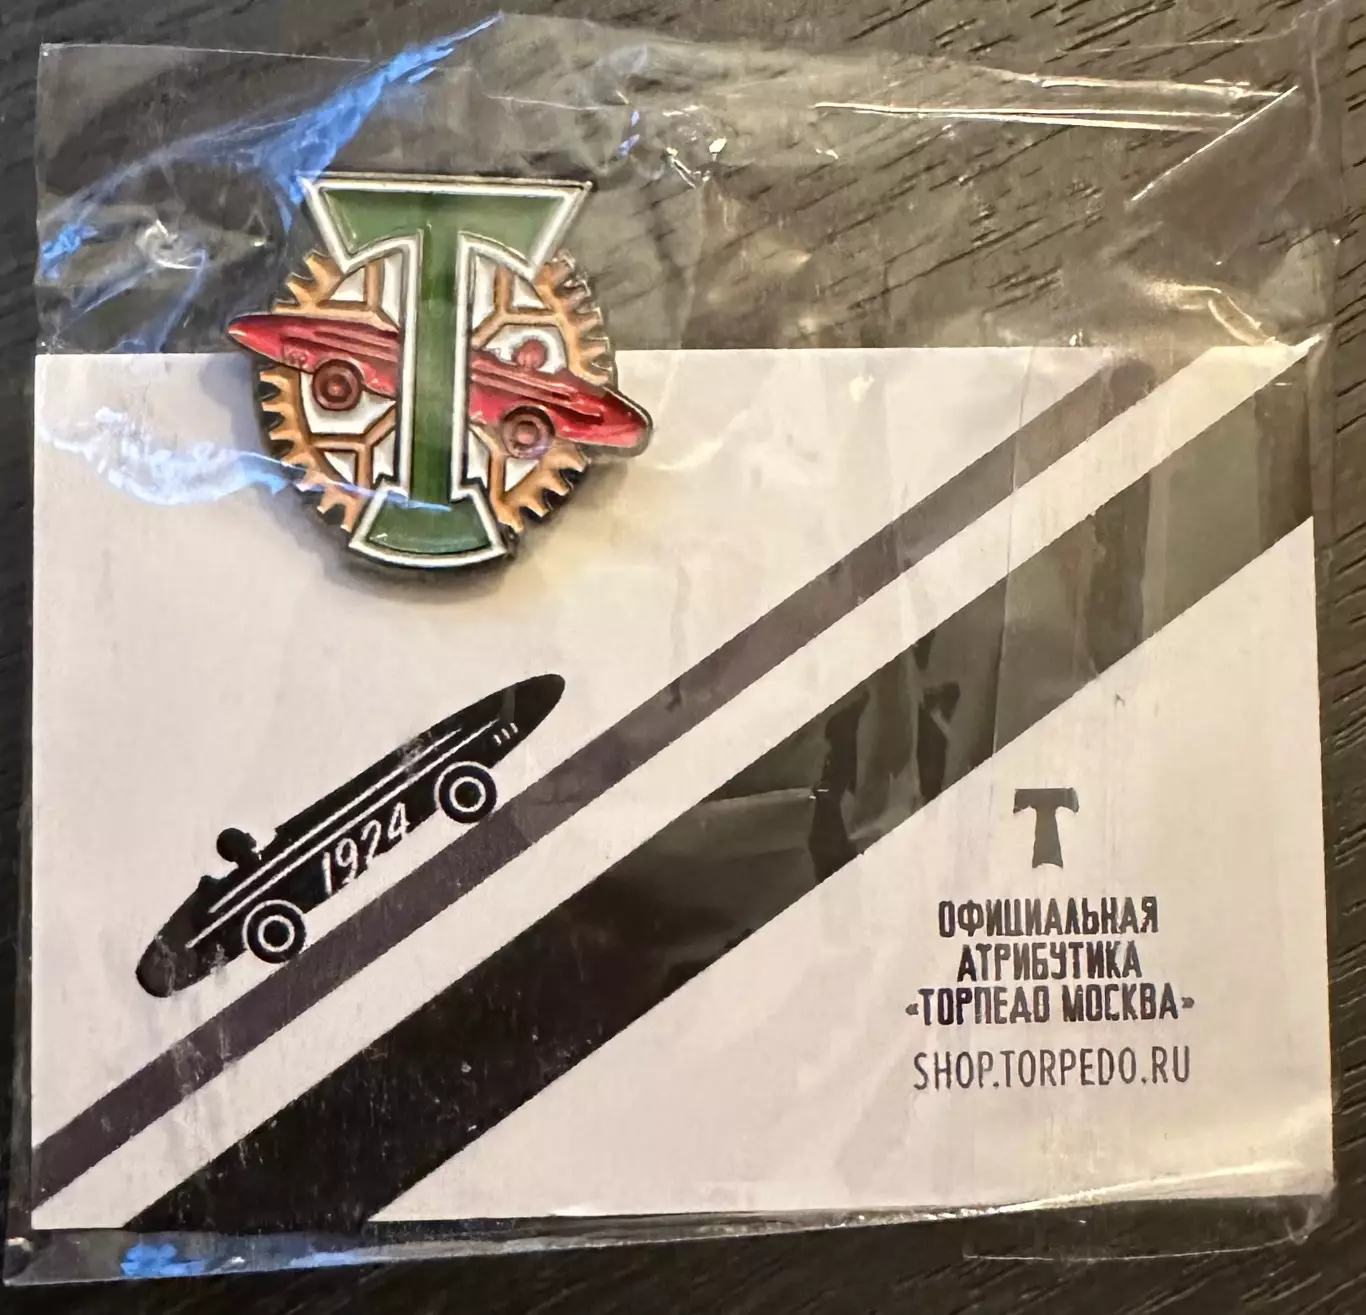 Т
1924
Т
ОФИЦИАЛЬНАЯ
АТРИБУТИКА
«ТОРПЕДО МОСКВА»
SHOP.TORPEDO.RU